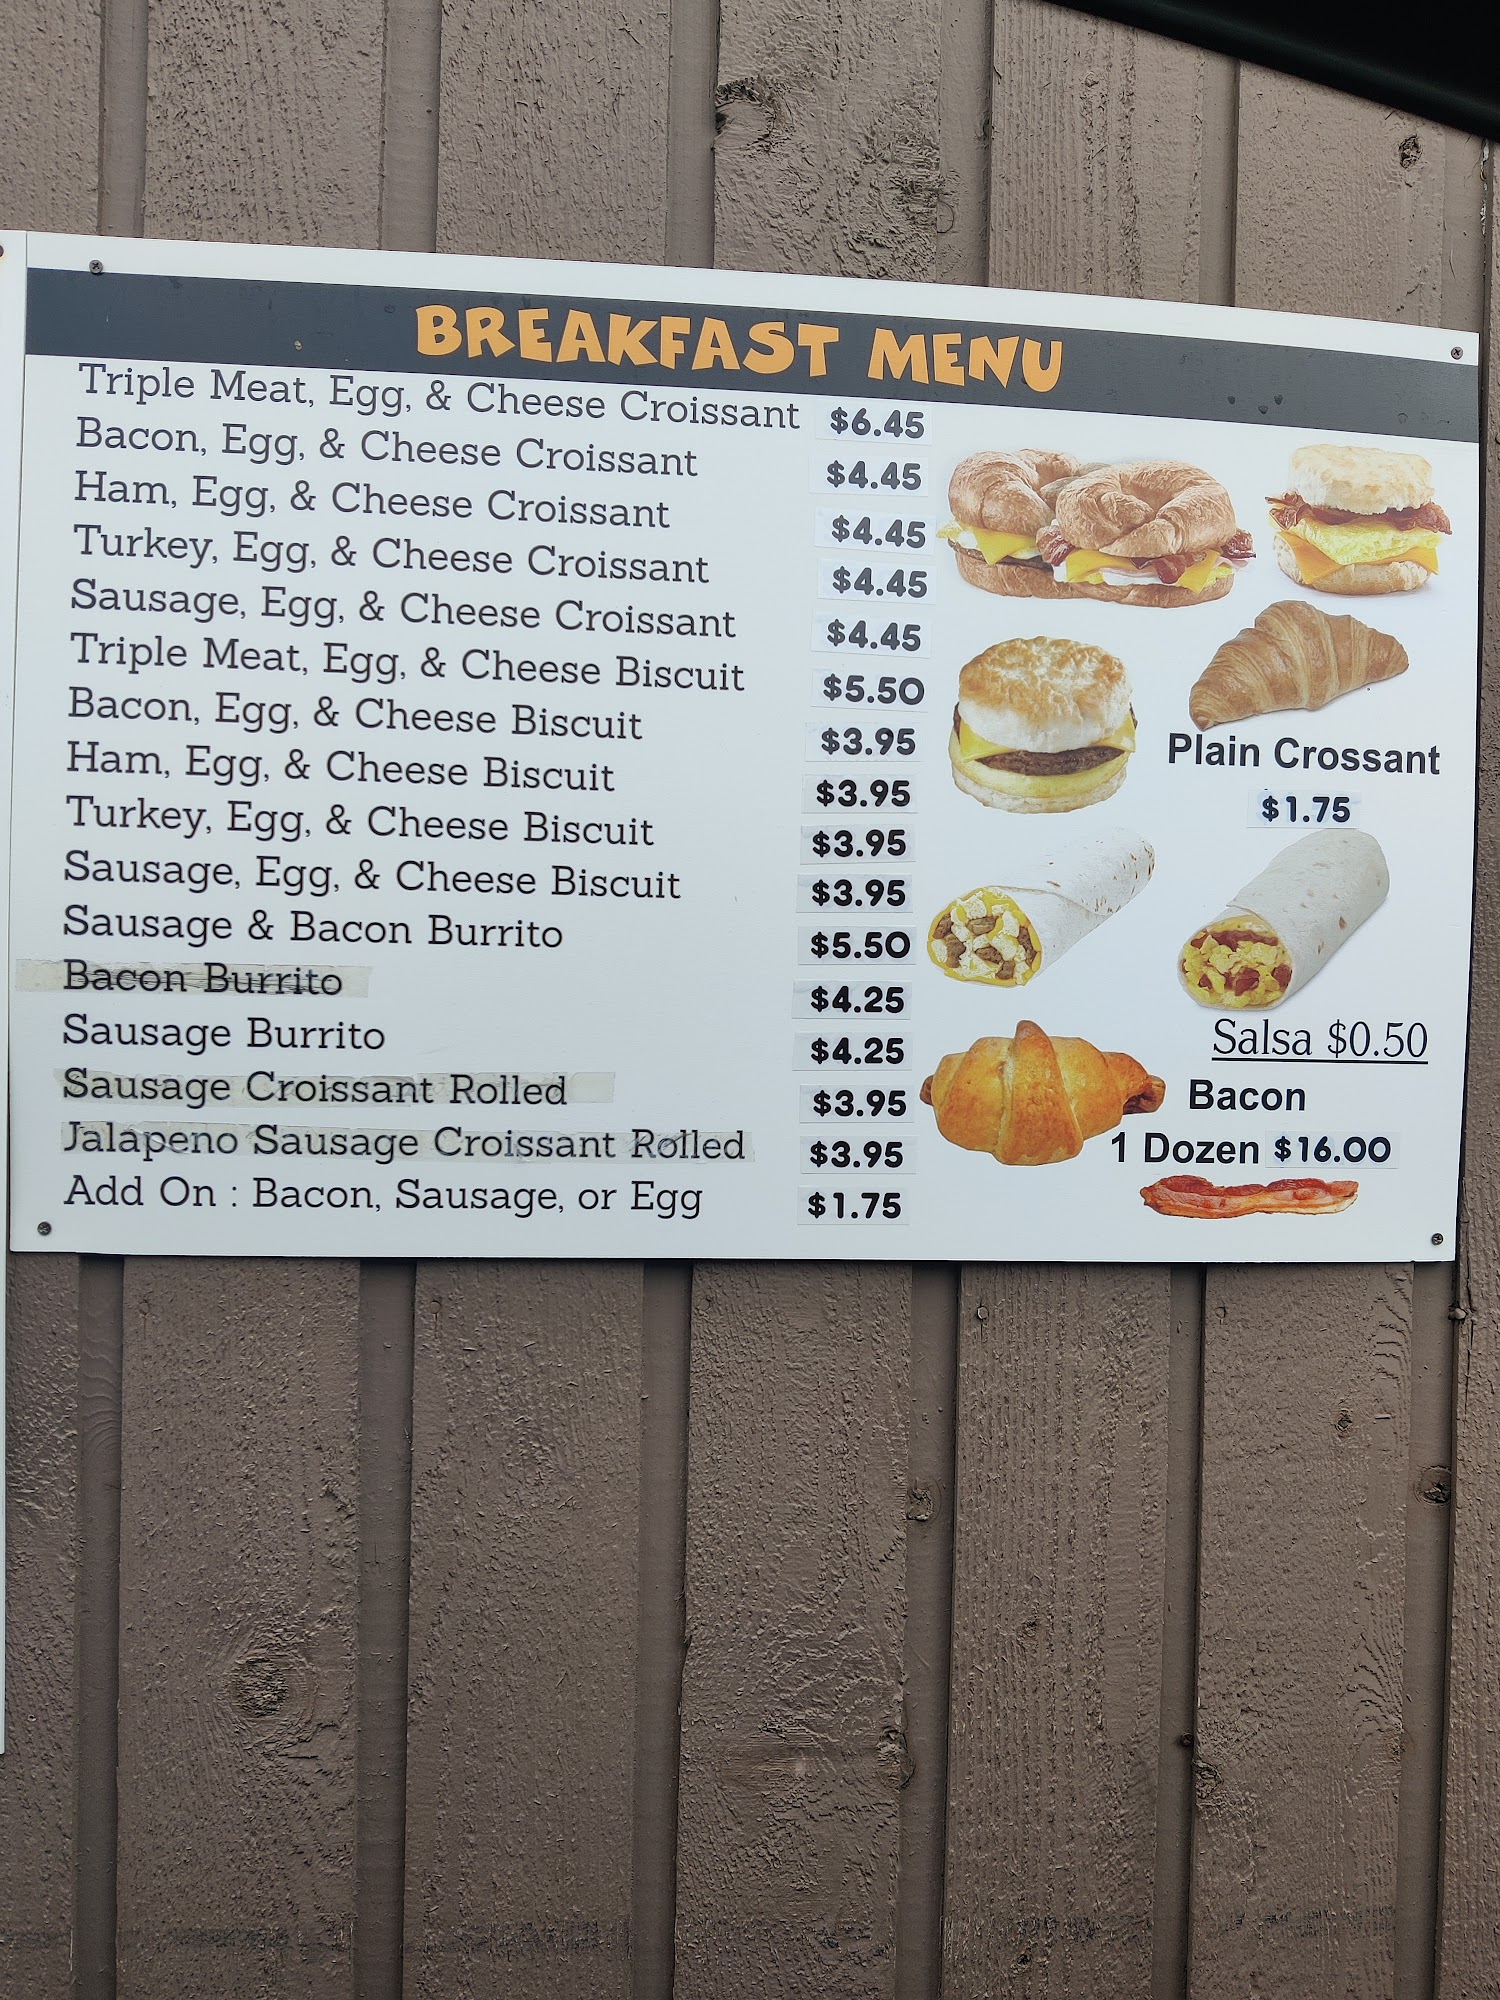 BREAKFAST MENU
Triple Meat, Egg, & Cheese Croissant $6.45
Bacon, Egg, & Cheese Croissant $4.45
Ham, Egg, & Cheese Croissant $4.45
Turkey, Egg, & Cheese Croissant $4.45
Sausage, Egg, & Cheese Croissant $4.45
Triple Meat, Egg, & Cheese Biscuit $5.50
Bacon, Egg, & Cheese Biscuit $3.95
Ham, Egg, & Cheese Biscuit $3.95
Turkey, Egg, & Cheese Biscuit $3.95
Sausage, Egg, & Cheese Biscuit $3.95
Sausage & Bacon Burrito $5.50
Bacon Burrito $4.25
Sausage Burrito $4.25
Sausage Croissant Rolled $3.95
Jalapeno Sausage Croissant Rolled $3.95
Add On : Bacon, Sausage, or Egg $1.75
Plain Crossant
$1.75
Salsa $0.50
Bacon
1 Dozen $16.00